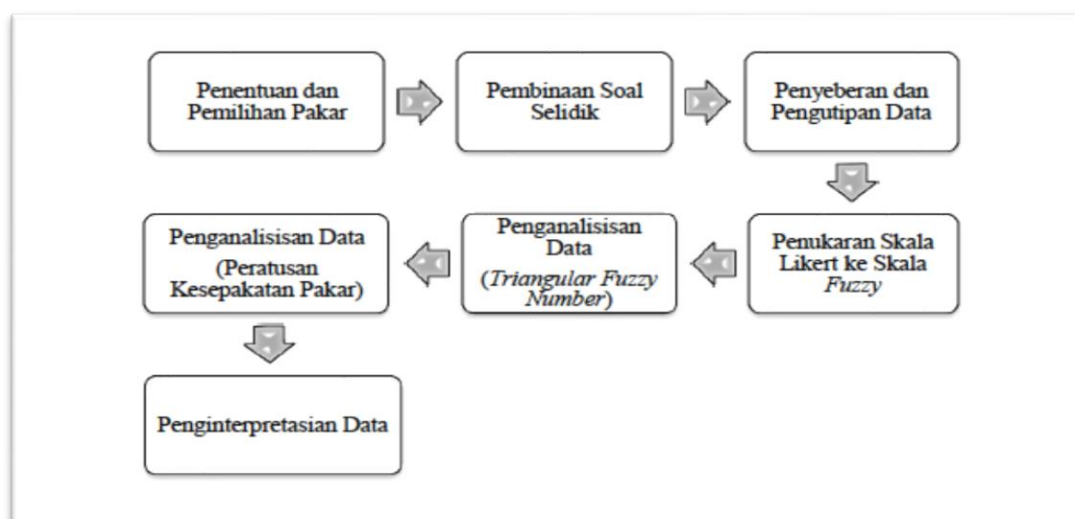 Penentuan dan
Pemilihan Pakar
Pembinaan Soal
Selidik
Penyeberan dan
Pengutipan Data
Penukaran Skala
Likert ke Skala
Fuzzy
Penganalisisan
Data
(Triangular Fuzzy
Number)
Penganalisisan Data
(Peratusan
Kesepakatan Pakar)
Penginterpretasian Data